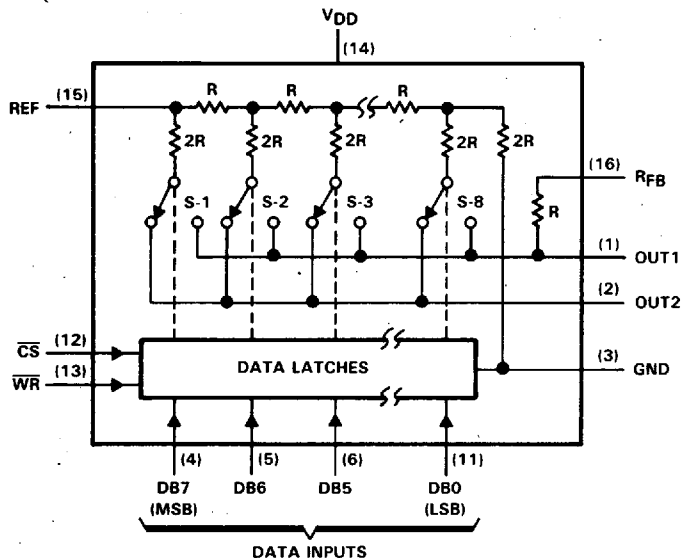 VDD
(14)
REF
(15)
R
R
R
2R
2R
2R
2R
2R
(16)
RFB
R
S-1
S-2
S-3
S-8
(1)
OUT1
(2)
OUT2
CS
(12)
WR
(13)
DATA LATCHES
(3)
GND
(4)
(5)
(6)
(11)
DB7
DB6
DB5
DB0
(MSB)
(LSB)
DATA INPUTS